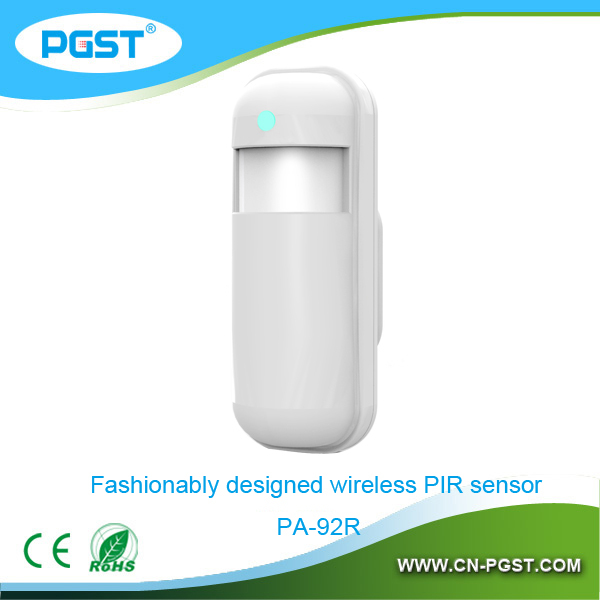 PGST®
Fashionably designed wireless PIR sensor
PA-92R
CE RoHS
WWW.CN-PGST.COM